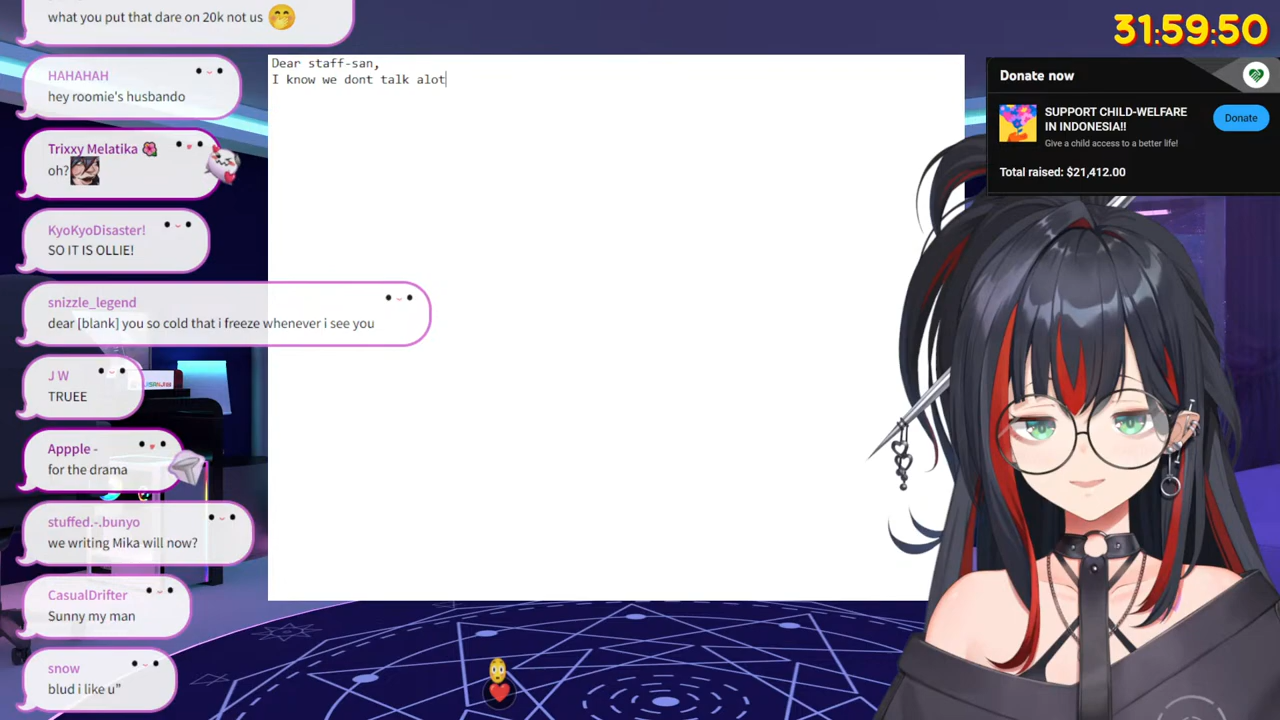 what you put that dare on 20k not us
HAHAHAH
hey roomie's husbando
Trixxy Melatika
oh?
KyoKyoDisaster!
SO IT IS OLLIE!
snizzle_legend
dear [blank] you so cold that i freeze whenever i see you
J W
TRUEE
Appple -
for the drama
stuffed.-.bunyo
we writing Mika will now?
CasualDrifter
Sunny my man
snow
blud i like u”
Dear staff-san,
I know we dont talk alot
31:59:50
Donate now
SUPPORT CHILD-WELFARE
IN INDONESIA!!
Give a child access to a better life!
Donate
Total raised: $21,412.00